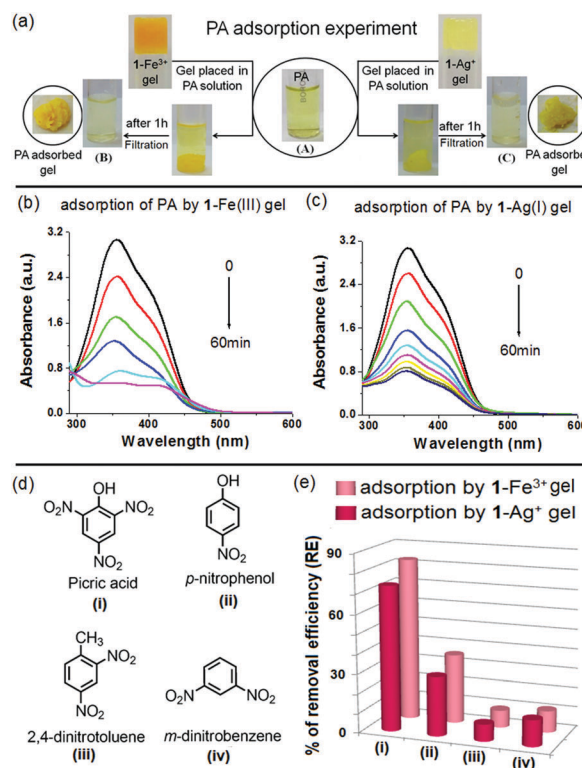 (a)
PA adsorption experiment
1-Fe³⁺
gel
Gel placed in
PA solution
PA
Gel placed in
PA solution
1-Ag⁺
gel
after 1h
Filtration
(B)
PA adsorbed
gel
(A)
after 1h
Filtration
(C)
PA adsorbed
gel
(b) adsorption of PA by 1-Fe(III) gel
Absorbance (a.u.)
3.2
2.4
1.6
0.8
0.0
0
60min
300
400
500
600
Wavelength (nm)
(c) adsorption of PA by 1-Ag(I) gel
Absorbance (a.u.)
3.2
2.4
1.6
0.8
0.0
0
60min
300
400
500
600
Wavelength (nm)
(d)
OH
NO₂
NO₂
NO₂
Picric acid
(i)
OH
NO₂
p-nitrophenol
(ii)
CH₃
NO₂
NO₂
2,4-dinitrotoluene
(iii)
NO₂
NO₂
m-dinitrobenzene
(iv)
(e)
adsorption by 1-Fe³⁺ gel
adsorption by 1-Ag⁺ gel
% of removal efficiency (RE)
90
60
30
0
(i)
(ii)
(iii)
(iv)